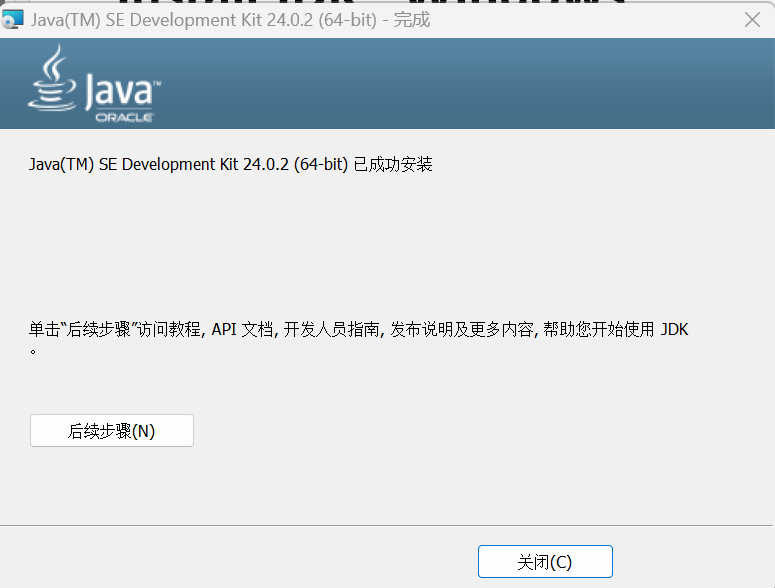 Java(TM) SE Development Kit 24.0.2 (64-bit) - 完成
Java™
ORACLE
Java(TM) SE Development Kit 24.0.2 (64-bit) 已成功安装
单击“后续步骤”访问教程, API 文档, 开发人员指南, 发布说明及更多内容, 帮助您开始使用 JDK
。
后续步骤(N)
关闭(C)